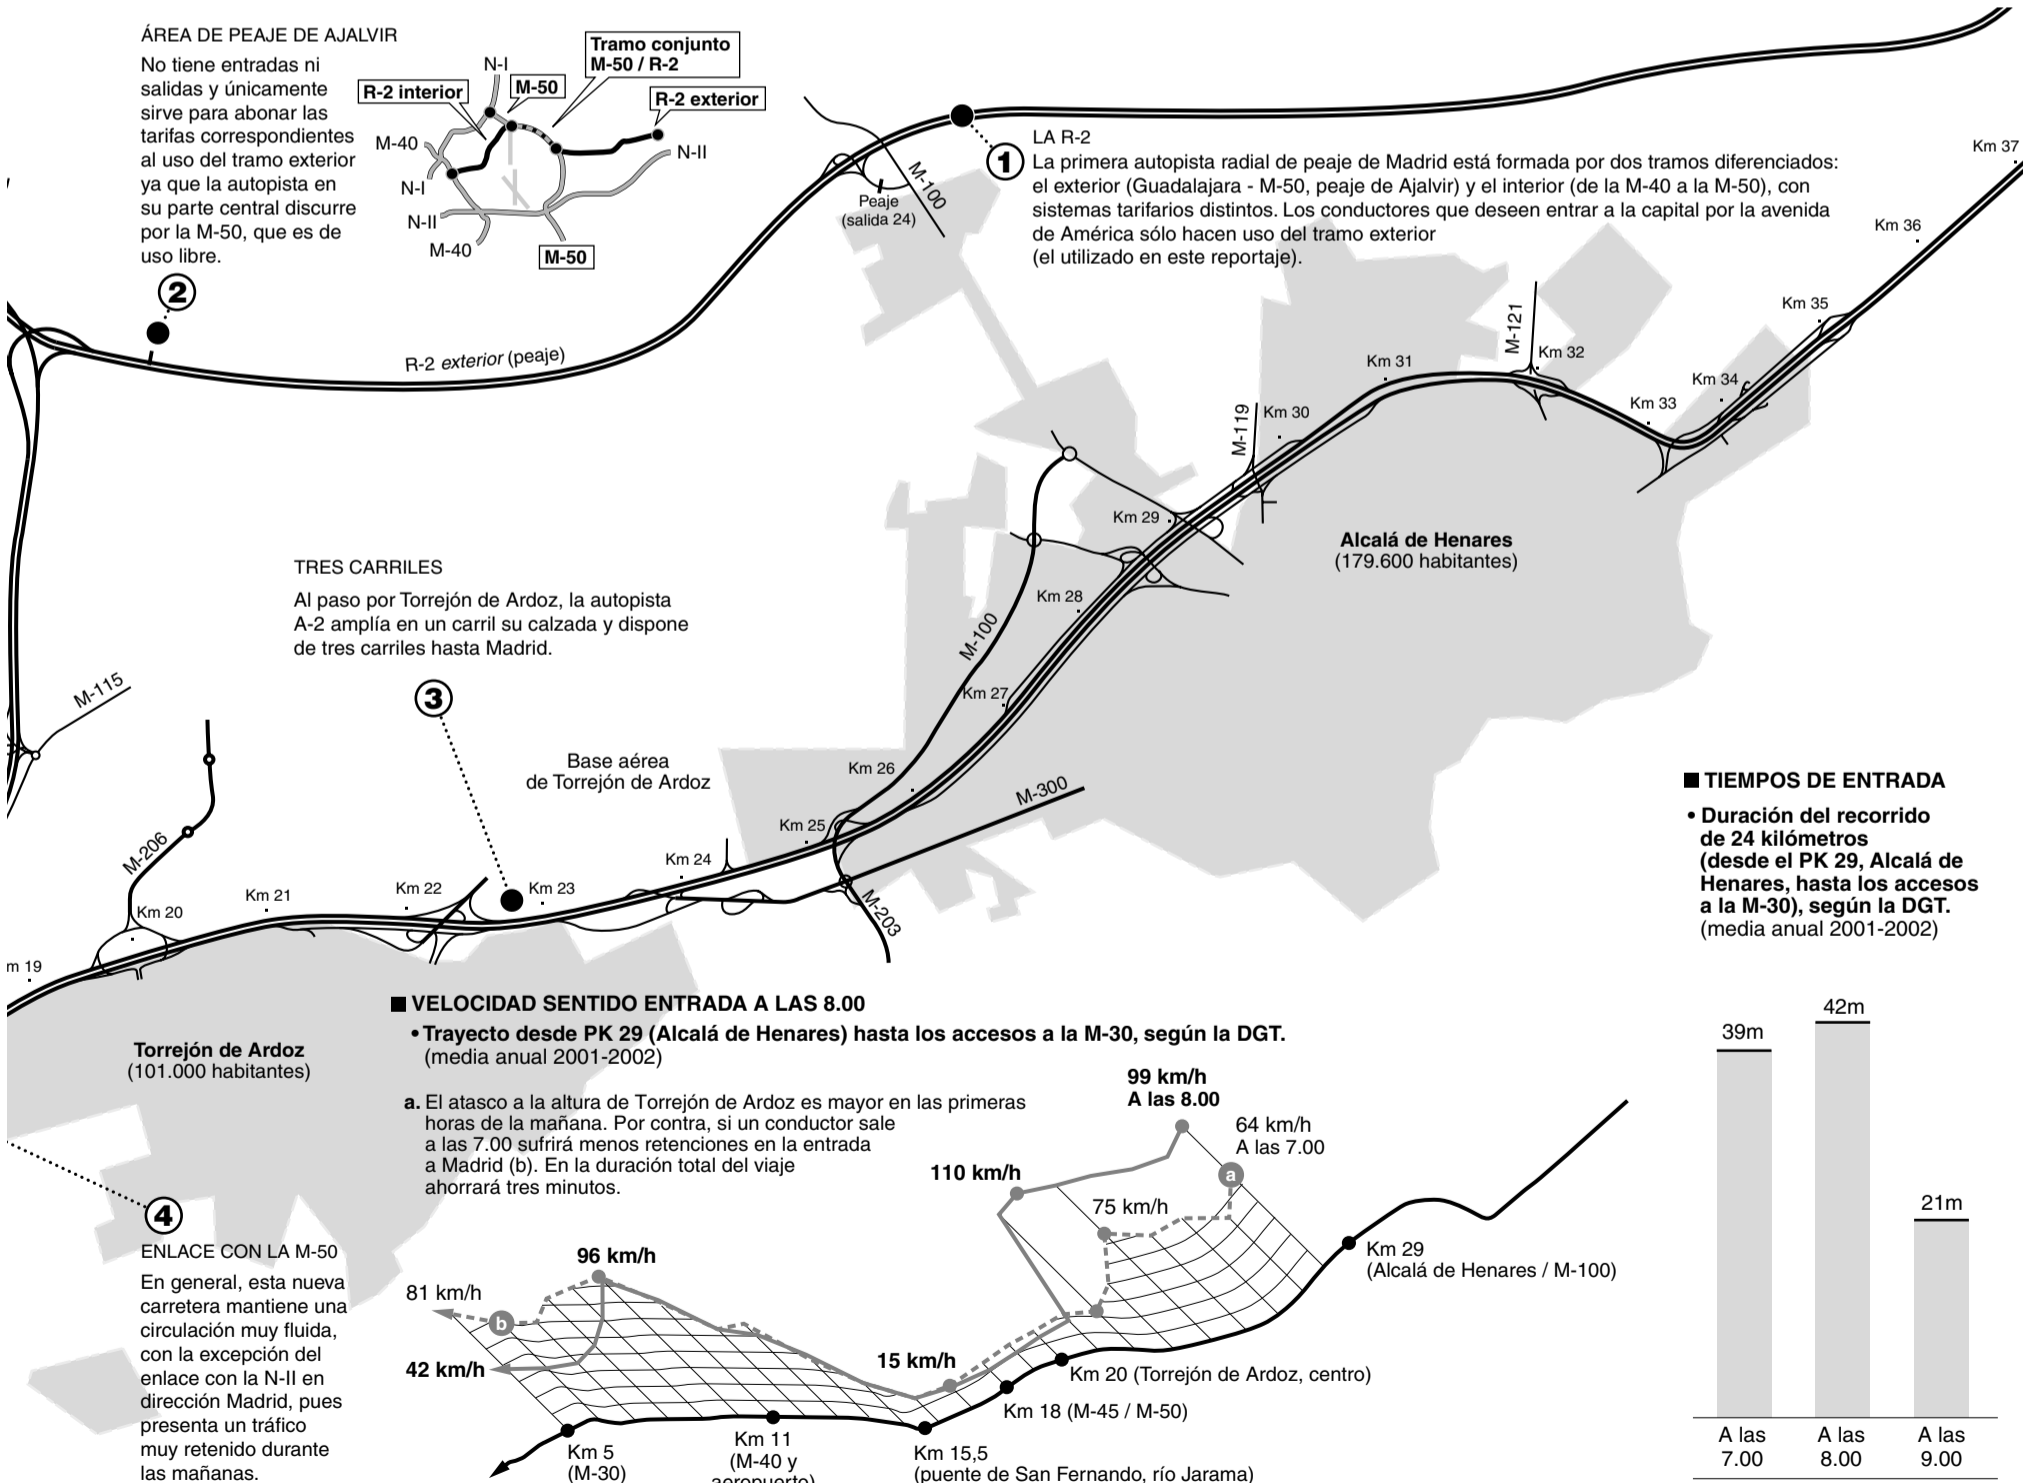 ÁREA DE PEAJE DE AJALVIR
No tiene entradas ni
salidas y únicamente
sirve para abonar las
tarifas correspondientes
al uso del tramo exterior
ya que la autopista en
su parte central discurre
por la M-50, que es de
uso libre.
2
N-I
Tramo conjunto
M-50 / R-2
R-2 interior
M-50
R-2 exterior
M-40
N-II
N-I
N-II
M-40
M-50
R-2 exterior (peaje)
Peaje
(salida 24)
M-100
1
LA R-2
La primera autopista radial de peaje de Madrid está formada por dos tramos diferenciados:
el exterior (Guadalajara - M-50, peaje de Ajalvir) y el interior (de la M-40 a la M-50), con
sistemas tarifarios distintos. Los conductores que deseen entrar a la capital por la avenida
de América sólo hacen uso del tramo exterior
(el utilizado en este reportaje).
Km 37
Km 36
Km 35
Km 34
Km 33
Km 32
M-121
Km 31
Km 30
M-119
Km 29
Km 28
Km 27
M-100
Km 26
Km 25
Km 24
Km 23
Km 22
Km 21
Km 20
m 19
Alcalá de Henares
(179.600 habitantes)
TRES CARRILES
Al paso por Torrejón de Ardoz, la autopista
A-2 amplía en un carril su calzada y dispone
de tres carriles hasta Madrid.
3
M-115
M-206
Base aérea
de Torrejón de Ardoz
M-300
M-203
Torrejón de Ardoz
(101.000 habitantes)
4
ENLACE CON LA M-50
En general, esta nueva
carretera mantiene una
circulación muy fluida,
con la excepción del
enlace con la N-II en
dirección Madrid, pues
presenta un tráfico
muy retenido durante
las mañanas.
VELOCIDAD SENTIDO ENTRADA A LAS 8.00
• Trayecto desde PK 29 (Alcalá de Henares) hasta los accesos a la M-30, según la DGT.
(media anual 2001-2002)
a. El atasco a la altura de Torrejón de Ardoz es mayor en las primeras
horas de la mañana. Por contra, si un conductor sale
a las 7.00 sufrirá menos retenciones en la entrada
a Madrid (b). En la duración total del viaje
ahorrará tres minutos.
99 km/h
A las 8.00
64 km/h
A las 7.00
a
110 km/h
75 km/h
96 km/h
81 km/h
b
42 km/h
15 km/h
Km 29
(Alcalá de Henares / M-100)
Km 20 (Torrejón de Ardoz, centro)
Km 18 (M-45 / M-50)
Km 15,5
(puente de San Fernando, río Jarama)
Km 11
(M-40 y
aeropuerto)
Km 5
(M-30)
TIEMPOS DE ENTRADA
• Duración del recorrido
de 24 kilómetros
(desde el PK 29, Alcalá de
Henares, hasta los accesos
a la M-30), según la DGT.
(media anual 2001-2002)
39m
42m
21m
A las
7.00
A las
8.00
A las
9.00